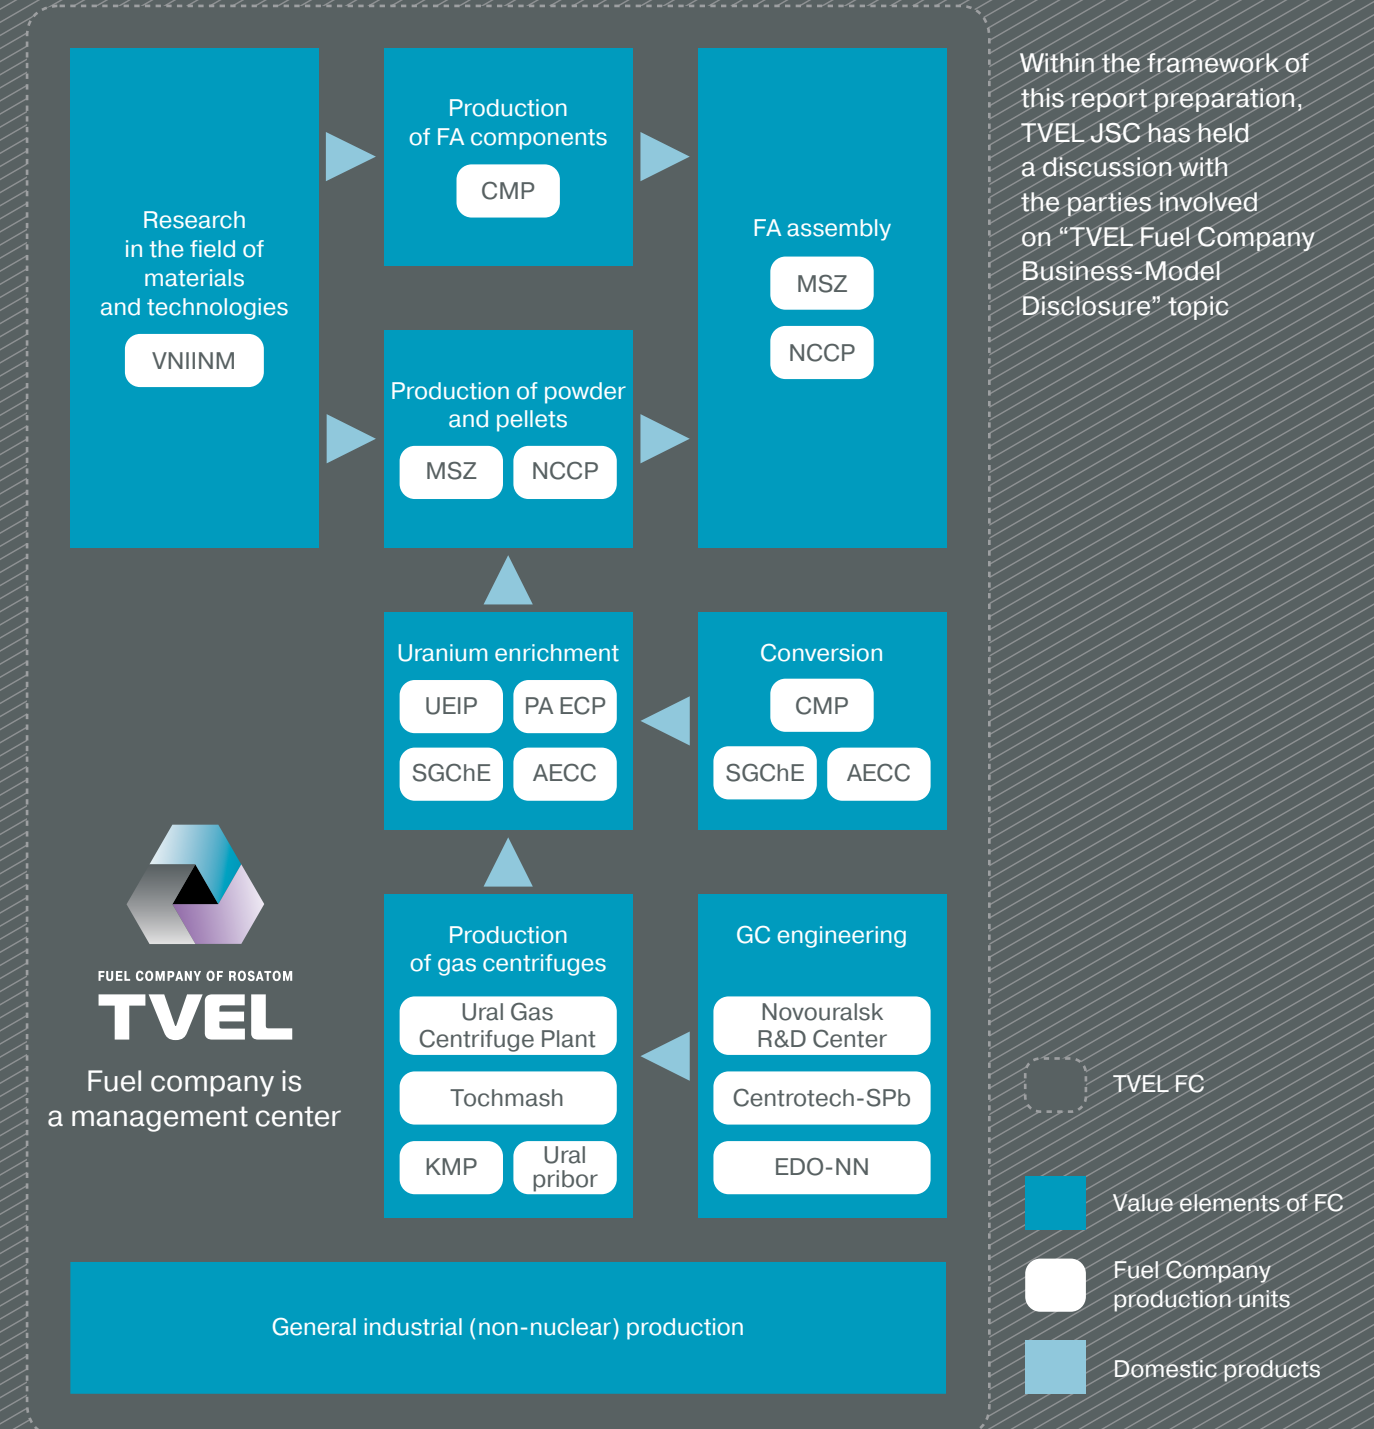 Research
in the field of
materials
and technologies
VNIINM
Production
of FA components
CMP
FA assembly
MSZ
NCCP
Production of powder
and pellets
MSZ NCCP
Uranium enrichment
UEIP PA ECP
SGChE AECC
Conversion
CMP
SGChE AECC
Production
of gas centrifuges
Ural Gas
Centrifuge Plant
Tochmash
KMP
Ural
pribor
GC engineering
Novouralsk
R&D Center
Centrotech-SPb
EDO-NN
FUEL COMPANY OF ROSATOM
TVEL
Fuel company is
a management center
General industrial (non-nuclear) production
Within the framework of
this report preparation,
TVEL JSC has held
a discussion with
the parties involved
on “TVEL Fuel Company
Business-Model
Disclosure” topic
TVEL FC
Value elements of FC
Fuel Company
production units
Domestic products